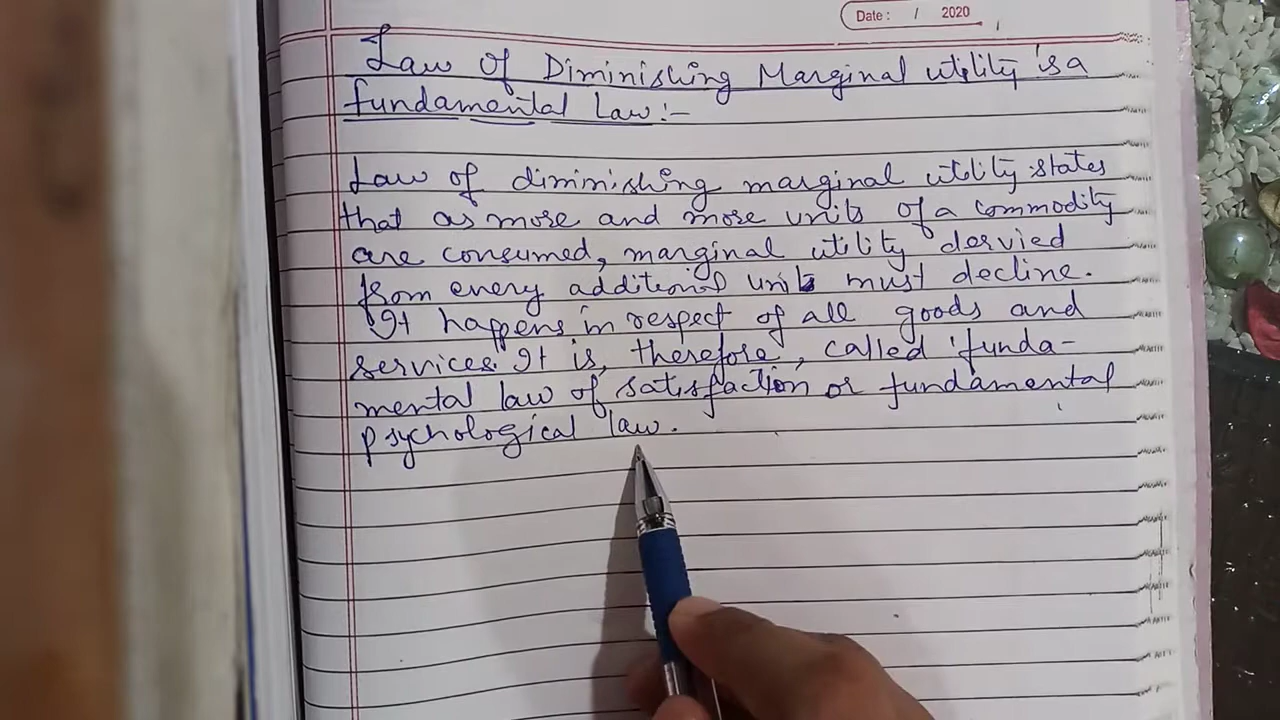 Date : / 2020
Law Of Diminishing Marginal utility is a
fundamental Law :-
Law of diminishing marginal utility states
that as more and more units of a commodity
are consumed, marginal utility dervied
from every additional unit must decline.
It happens in respect of all goods and
services. It is, therefore, called 'funda-
mental law of satisfaction or fundamental
psychological law.